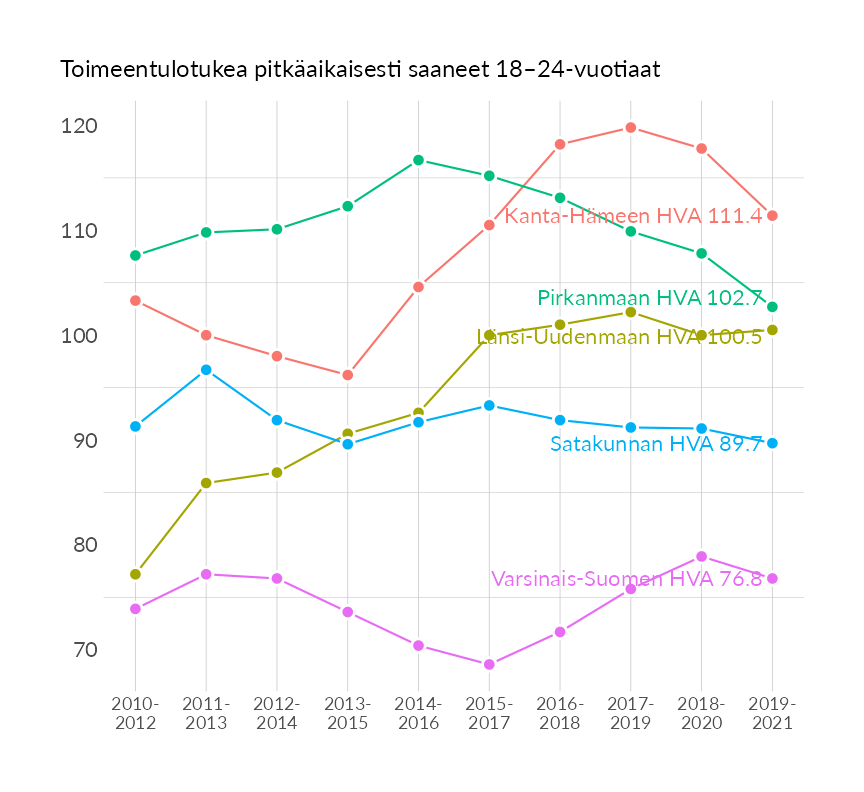 Toimeentulotukea pitkäaikaisesti saaneet 18–24-vuotiaat
120
110
100
90
80
70
Kanta-Hämeen HVA 111.4
Pirkanmaan HVA 102.7
Länsi-Uudenmaan HVA 100.5
Satakunnan HVA 89.7
Varsinais-Suomen HVA 76.8
2010- 2011- 2012- 2013- 2014- 2015- 2016- 2017- 2018- 2019-
2012 2013 2014 2015 2016 2017 2018 2019 2020 2021